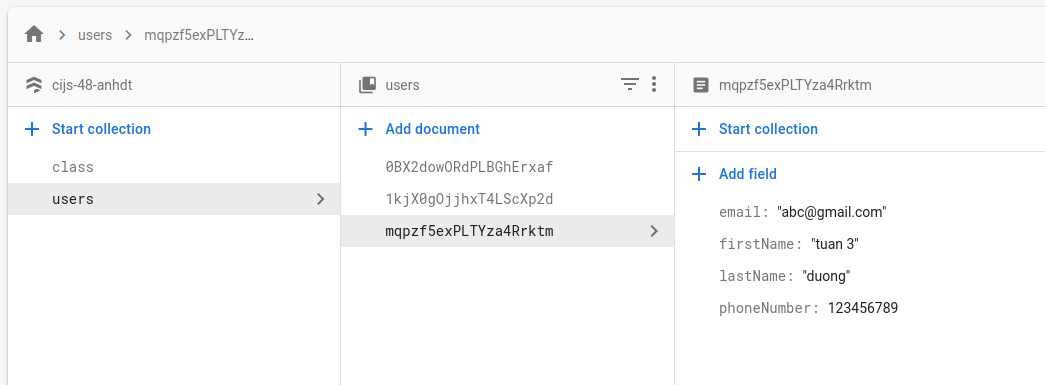 users
mqpzf5exPLTYz…
cijs-48-anhdt
Start collection
class
users
users
Add document
0BX2dowORdPLBGhErxaf
1kjX0gOjjhxT4LScXp2d
mqpzf5exPLTYza4Rrktm
mqpzf5exPLTYza4Rrktm
Start collection
Add field
email: "abc@gmail.com"
firstName: "tuan 3"
lastName: "duong"
phoneNumber: 123456789